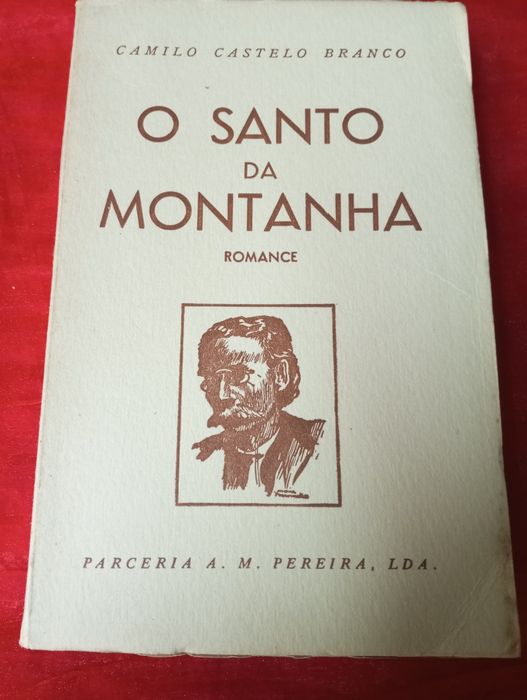 CAMILO CASTELO BRANCO
O SANTO
DA
MONTANHA
ROMANCE
PARCERIA A. M. PEREIRA, LDA.